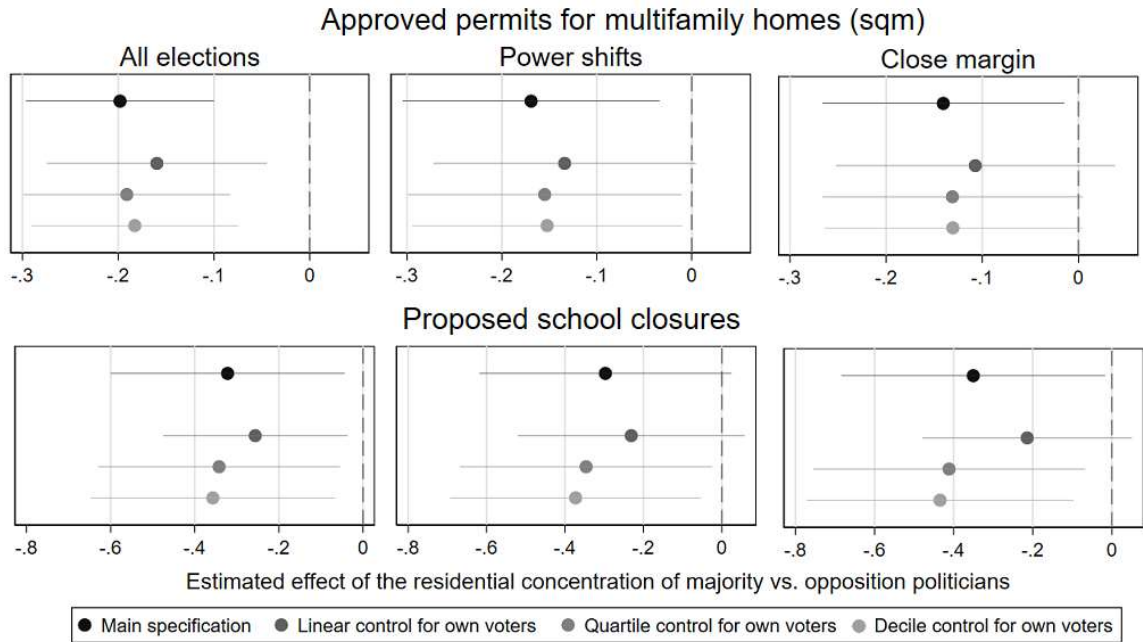 Approved permits for multifamily homes (sqm)
All elections Power shifts Close margin
-.3 -.2 -.1 0 -.3 -.2 -.1 0 -.3 -.2 -.1 0
Proposed school closures
-.8 -.6 -.4 -.2 0 -.8 -.6 -.4 -.2 0 -.8 -.6 -.4 -.2 0
Estimated effect of the residential concentration of majority vs. opposition politicians
Main specification Linear control for own voters Quartile control for own voters Decile control for own voters